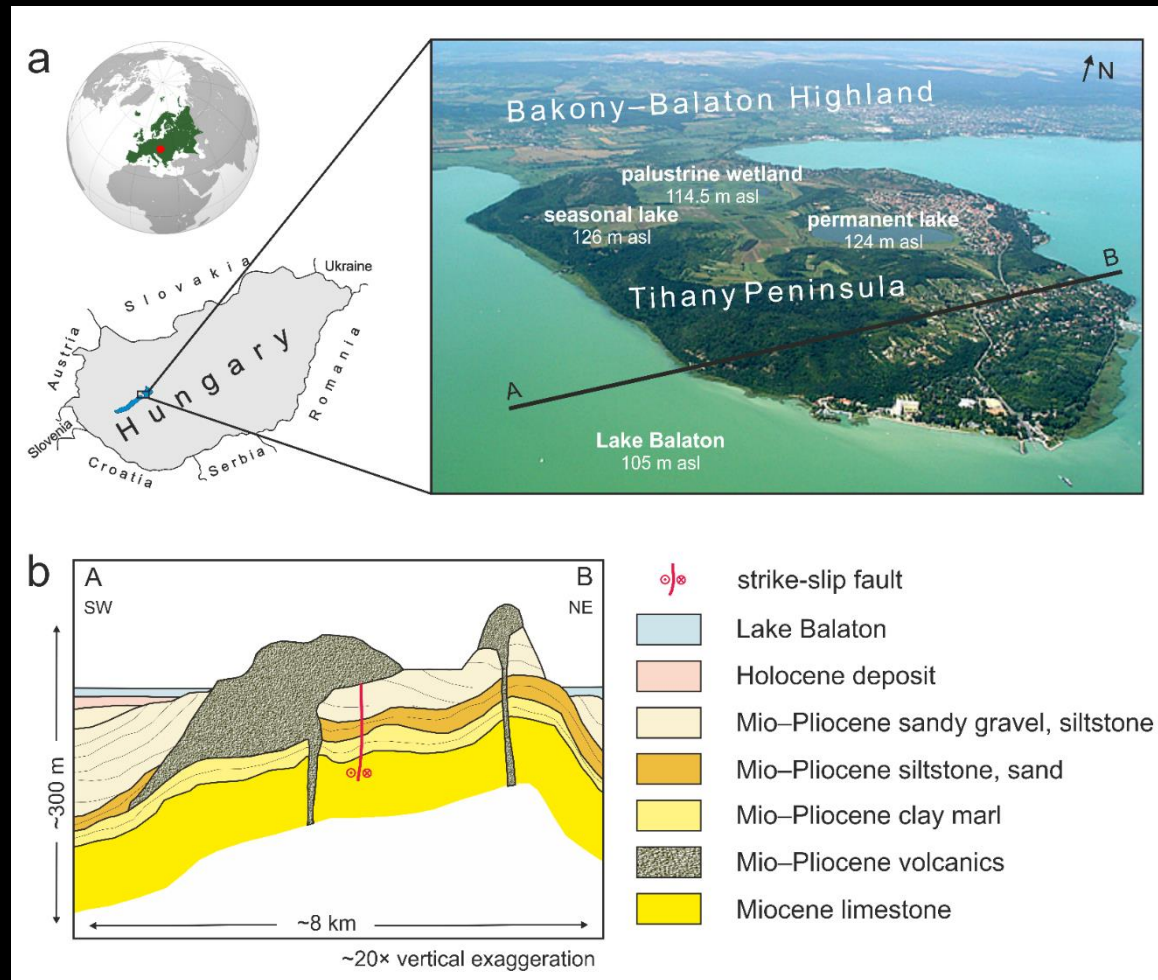 a
Slovakia
Ukraine
Austria
Hungary
Romania
Slovenia
Croatia
Serbia
N
Bakony–Balaton Highland
palustrine wetland
114.5 m asl
seasonal lake
126 m asl
permanent lake
124 m asl
Tihany Peninsula
B
A
Lake Balaton
105 m asl
b
A
SW
B
NE
~300 m
~8 km
~20× vertical exaggeration
strike-slip fault
Lake Balaton
Holocene deposit
Mio–Pliocene sandy gravel, siltstone
Mio–Pliocene siltstone, sand
Mio–Pliocene clay marl
Mio–Pliocene volcanics
Miocene limestone